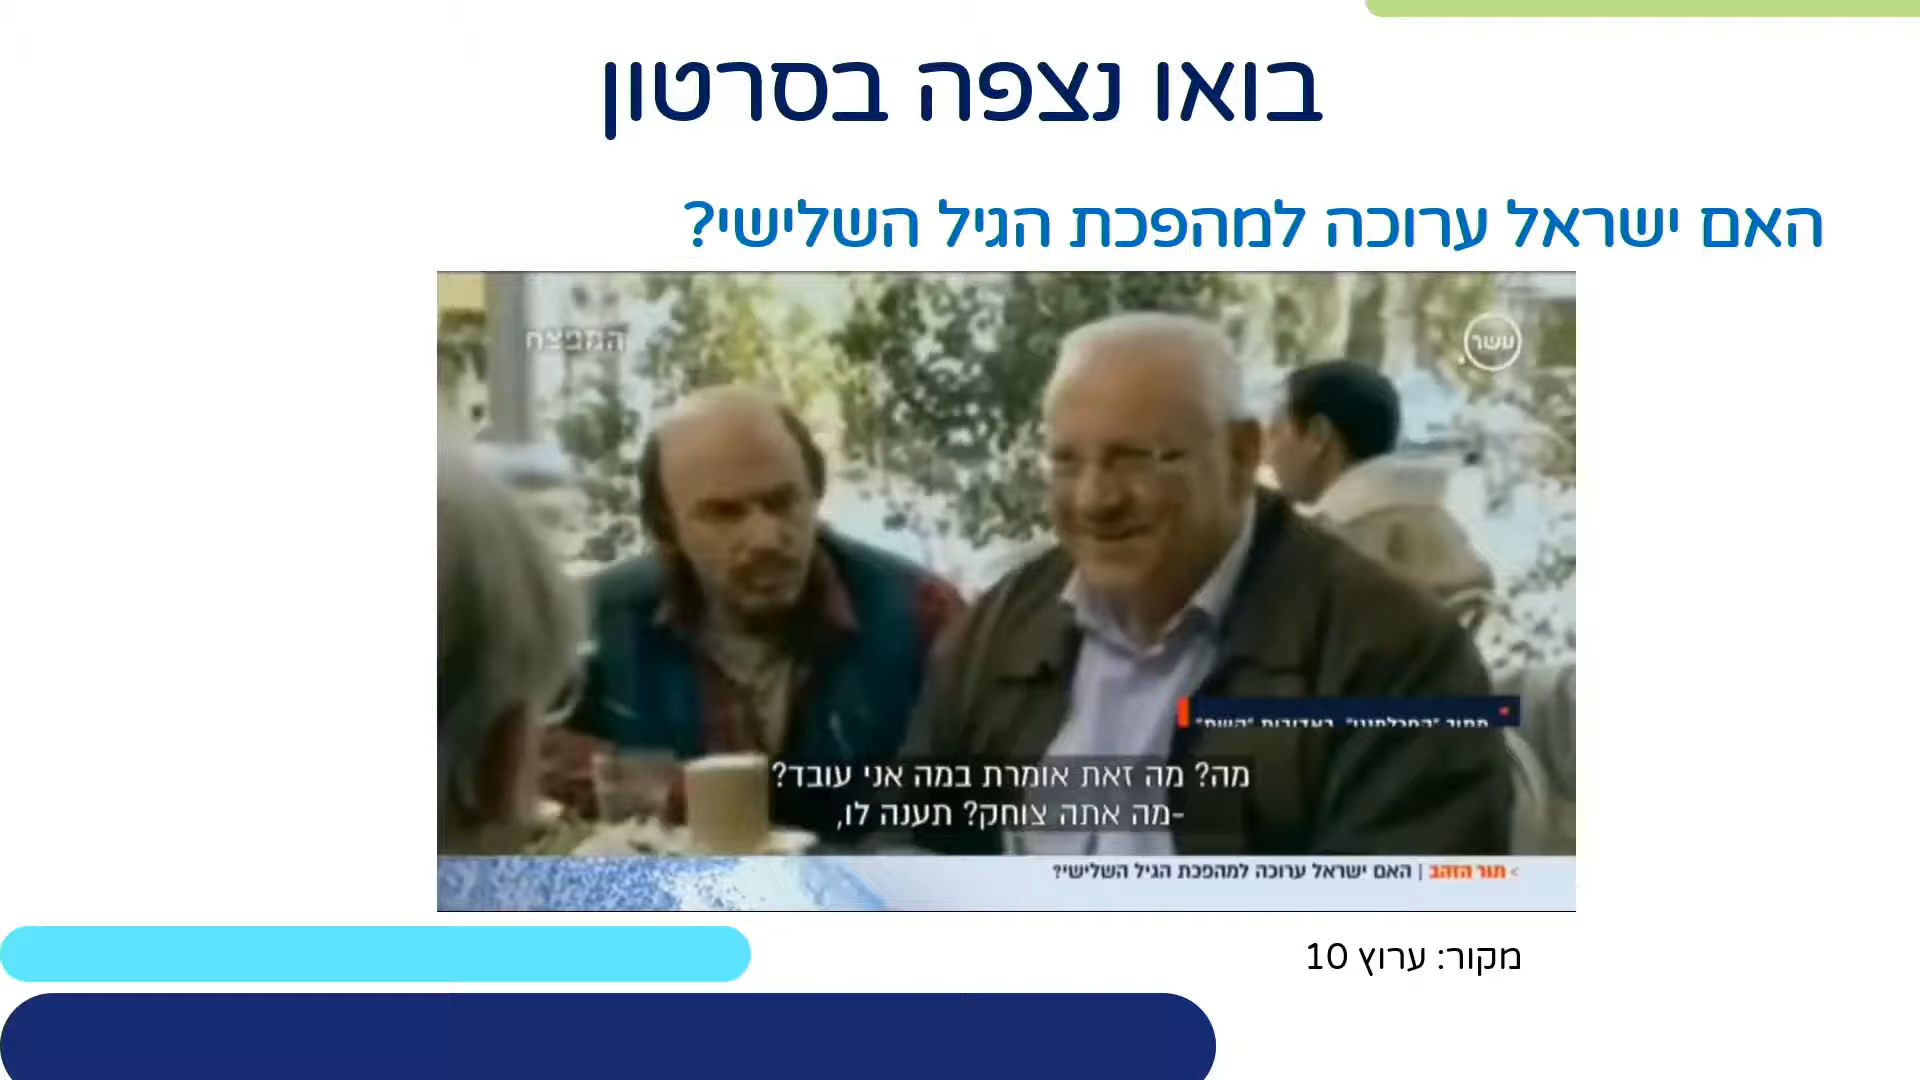 בואו נצפה בסרטון
האם ישראל ערוכה למהפכת הגיל השלישי?
המפצח
עשר
מה? מה זאת אומרת במה אני עובד?
-מה אתה צוחק? תענה לו,
> תור הזהב | האם ישראל ערוכה למהפכת הגיל השלישי?
מקור: ערוץ 10